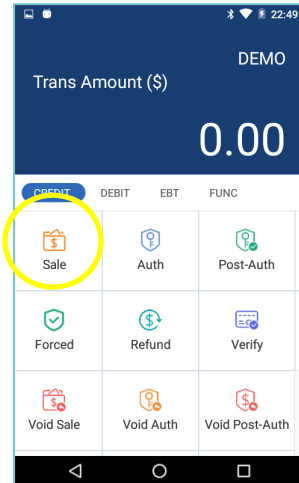 22:49
DEMO
Trans Amount ($)
0.00
CREDIT DEBIT EBT FUNC
Sale Auth Post-Auth
Forced Refund Verify
Void Sale Void Auth Void Post-Auth